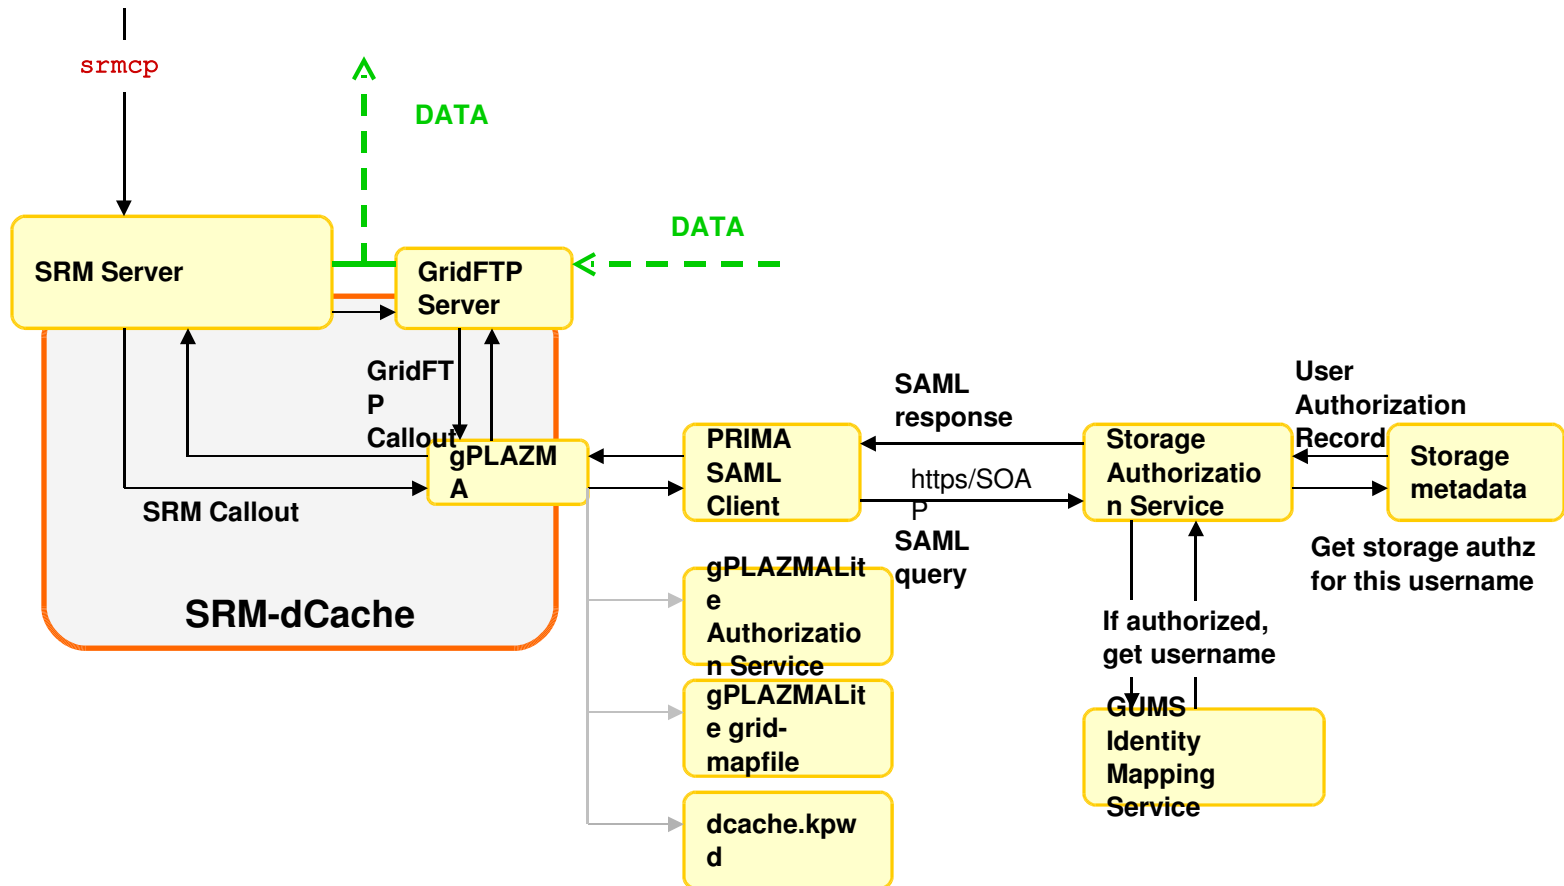 srmcp
DATA
DATA
SRM Server
GridFTP
Server
GridFT
P
Callout
gPLAZM
A
SRM Callout
SRM-dCache
PRIMA
SAML
Client
SAML
response
https/SOA
P
SAML
query
Storage
Authorizatio
n Service
User
Authorization
Record
Storage
metadata
Get storage authz
for this username
If authorized,
get username
GUMS
Identity
Mapping
Service
gPLAZMALit
e
Authorizatio
n Service
gPLAZMALit
e grid-
mapfile
dcache.kpw
d